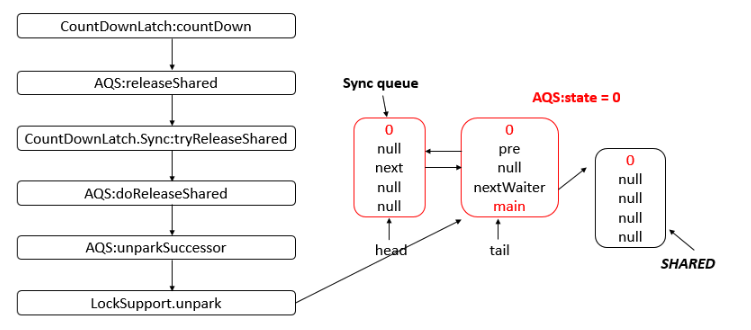 CountDownLatch:countDown
AQS:releaseShared
CountDownLatch.Sync:tryReleaseShared
AQS:doReleaseShared
AQS:unparkSuccessor
LockSupport.unpark
Sync queue
AQS:state = 0
0
null
next
null
null
head
0
pre
null
nextWaiter
main
tail
0
null
null
null
null
SHARED